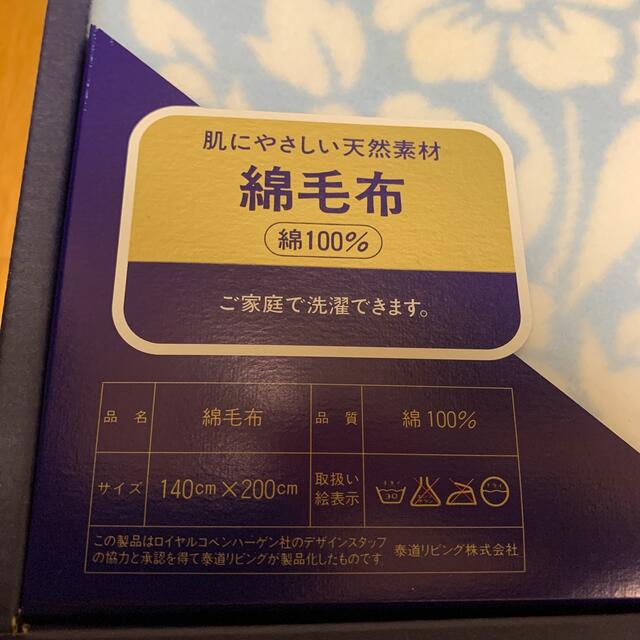 肌にやさしい天然素材
綿毛布
綿100%
ご家庭で洗濯できます。
品 名 綿毛布 品 質 綿100%
サイズ 140cm×200cm 取扱い
絵表示
この製品はロイヤルコペンハーゲン社のデザインスタッフ
の協力と承認を得て泰道リビングが製品化したものです 泰道リビング株式会社